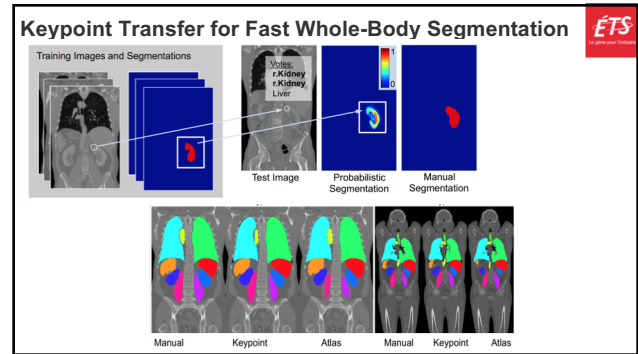 Keypoint Transfer for Fast Whole-Body Segmentation
ÉTS
Le génie pour l'industrie
Training Images and Segmentations
Votes:
r.Kidney
r.Kidney
Liver
1
0
Test Image
Probabilistic
Segmentation
Manual
Segmentation
Manual
Keypoint
Atlas
Manual
Keypoint
Atlas